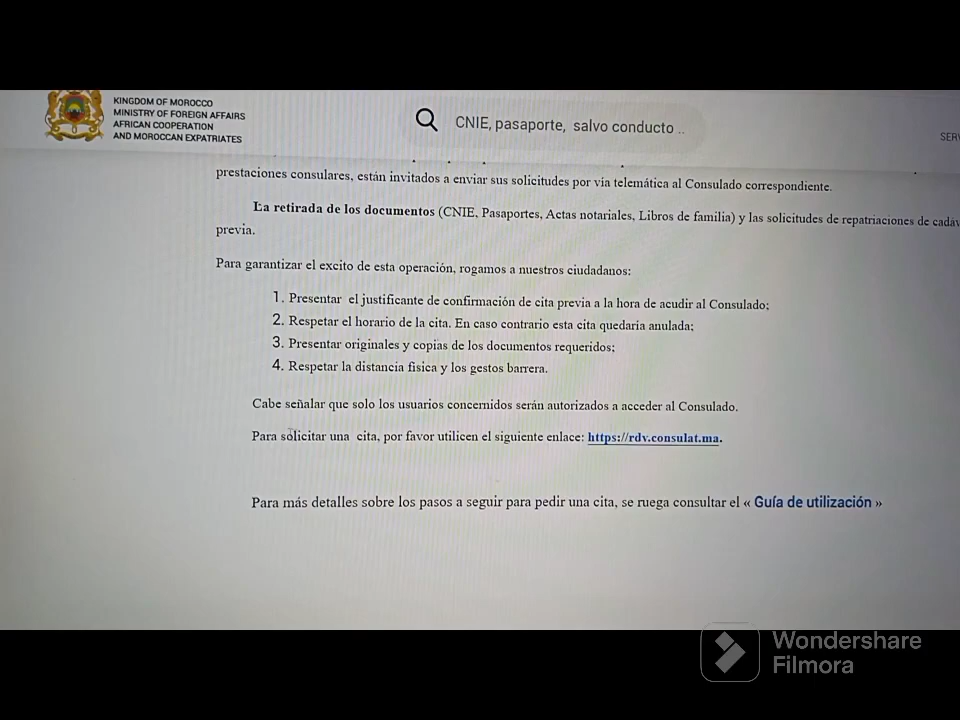 KINGDOM OF MOROCCO
MINISTRY OF FOREIGN AFFAIRS
AFRICAN COOPERATION
AND MOROCCAN EXPATRIATES
CNIE, pasaporte, salvo conducto ..
prestaciones consulares, están invitados a enviar sus solicitudes por vía telemática al Consulado correspondiente.
La retirada de los documentos (CNIE, Pasaportes, Actas notariales, Libros de familia) y las solicitudes de repatriaciones de
previa.
Para garantizar el excito de esta operación, rogamos a nuestros ciudadanos:
1. Presentar el justificante de confirmación de cita previa a la hora de acudir al Consulado;
2. Respetar el horario de la cita. En caso contrario esta cita quedaría anulada;
3. Presentar originales y copias de los documentos requeridos;
4. Respetar la distancia física y los gestos barrera.
Cabe señalar que solo los usuarios concernidos serán autorizados a acceder al Consulado.
Para solicitar una cita, por favor utilicen el siguiente enlace: https://rdv.consulat.ma.
Para más detalles sobre los pasos a seguir para pedir una cita, se ruega consultar el « Guía de utilización »
Wondershare
Filmora